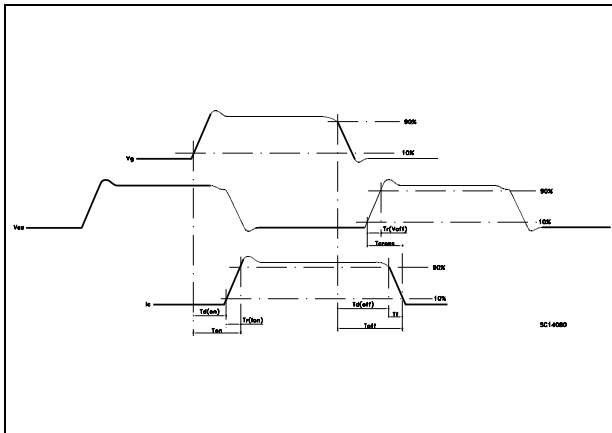 90%
Vg
10%
90%
Vce
10%
Tr(Voff)
Tcross
90%
Ic
10%
Td(on)
Td(off)
Tf
Tr(Ion)
Ton
Toff
SC14080